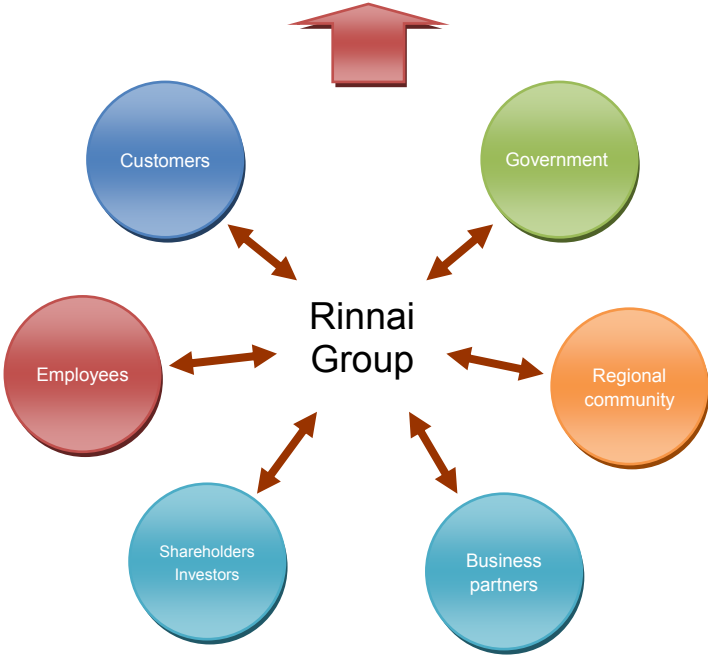 Customers
Government
Rinnai
Group
Employees
Regional
community
Shareholders
Investors
Business
partners